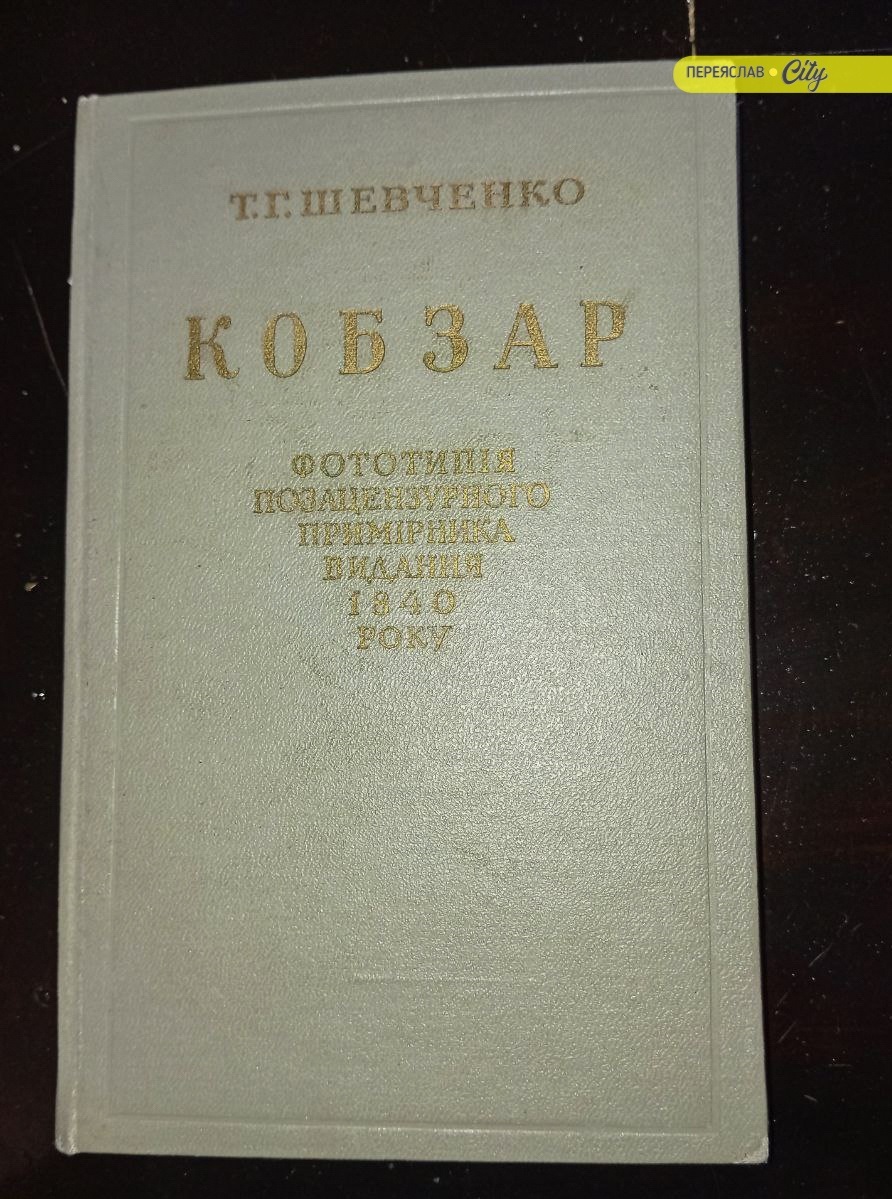 ПЕРЕЯСЛАВ • City
Т.Г. ШЕВЧЕНКО
КОБЗАР
ФОТОТИПІЯ
ПОЗАЦЕНЗУРНОГО
ПРИМІРНИКА
ВИДАННЯ
1840
РОКУ